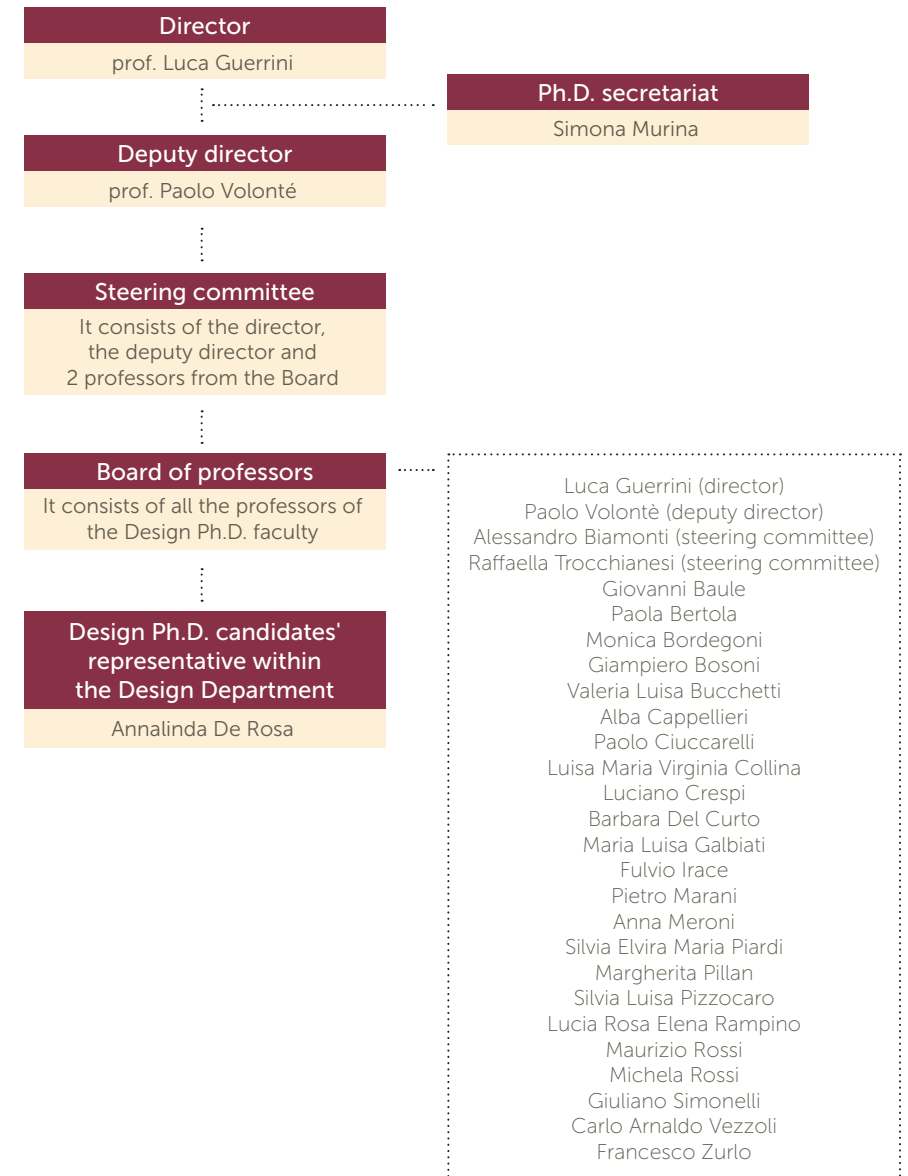 Director
prof. Luca Guerrini
Ph.D. secretariat
Simona Murina
Deputy director
prof. Paolo Volonté
Steering committee
It consists of the director,
the deputy director and
2 professors from the Board
Board of professors
It consists of all the professors of
the Design Ph.D. faculty
Design Ph.D. candidates'
representative within
the Design Department
Annalinda De Rosa
Luca Guerrini (director)
Paolo Volontè (deputy director)
Alessandro Biamonti (steering committee)
Raffaella Trocchianesi (steering committee)
Giovanni Baule
Paola Bertola
Monica Bordegoni
Giampiero Bosoni
Valeria Luisa Bucchetti
Alba Cappellieri
Paolo Ciuccarelli
Luisa Maria Virginia Collina
Luciano Crespi
Barbara Del Curto
Maria Luisa Galbiati
Fulvio Irace
Pietro Marani
Anna Meroni
Silvia Elvira Maria Piardi
Margherita Pillan
Silvia Luisa Pizzocaro
Lucia Rosa Elena Rampino
Maurizio Rossi
Michela Rossi
Giuliano Simonelli
Carlo Arnaldo Vezzoli
Francesco Zurlo